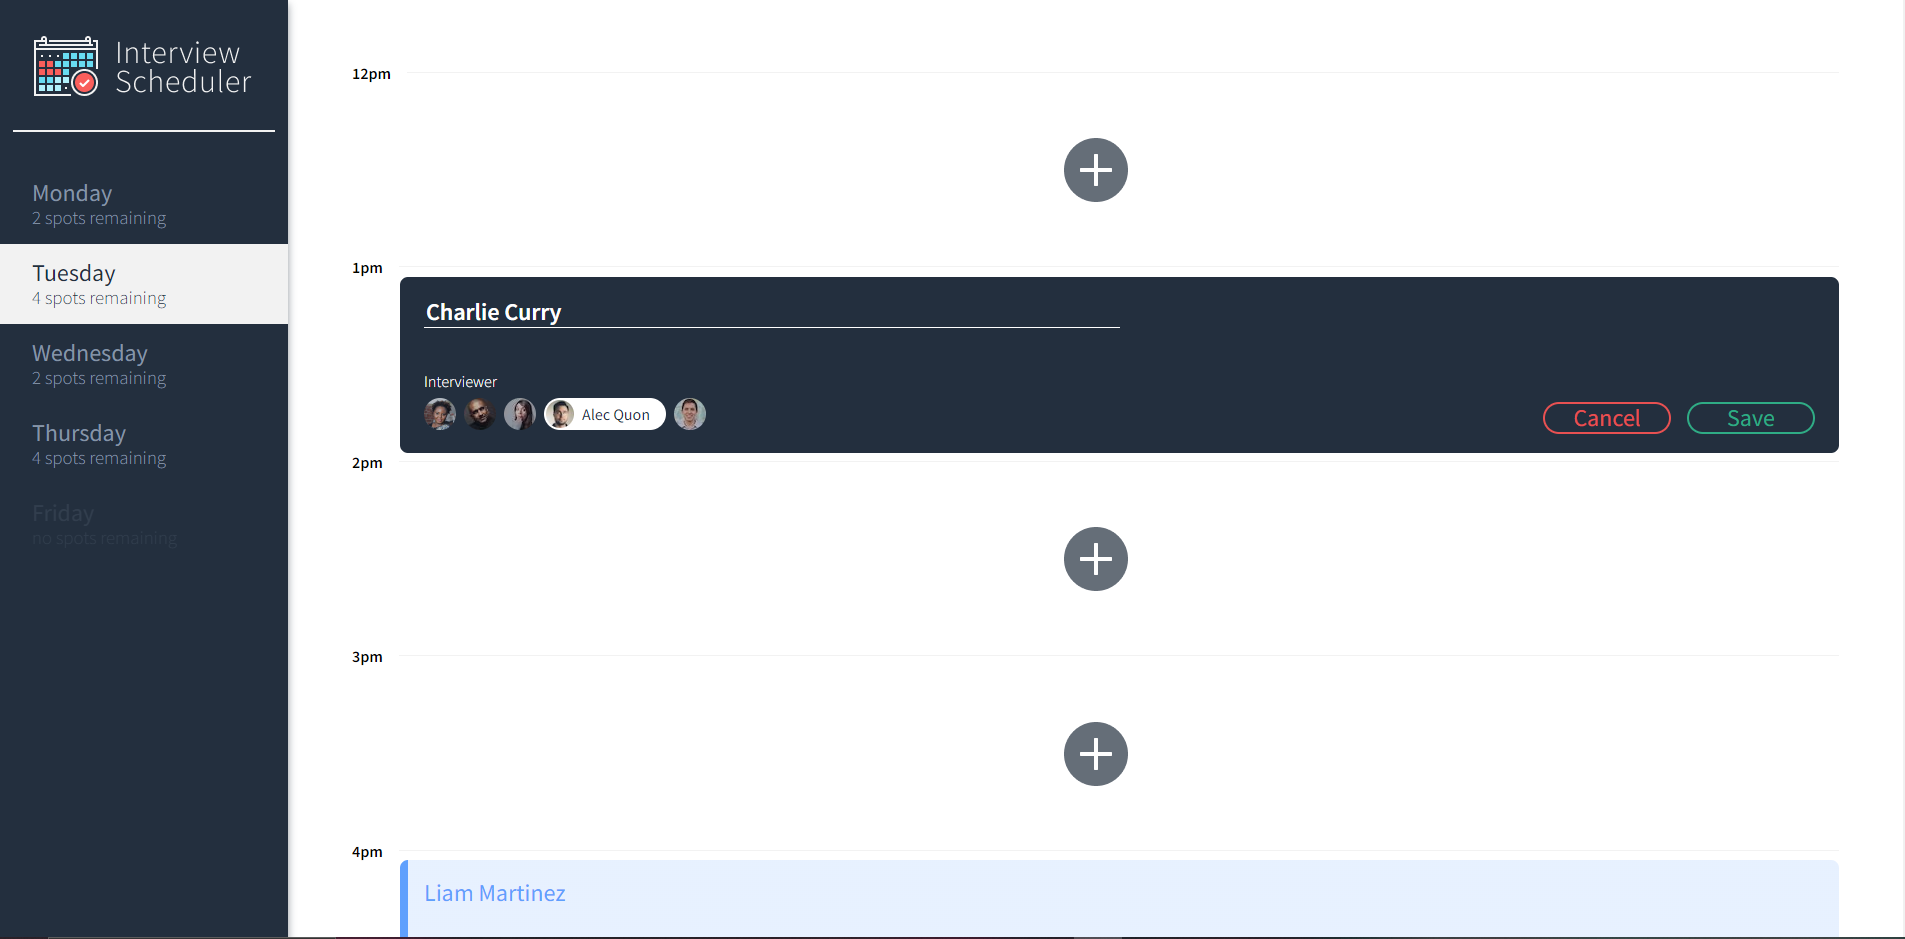 Interview
Scheduler
Monday
2 spots remaining
Tuesday
4 spots remaining
Wednesday
2 spots remaining
Thursday
4 spots remaining
Friday
no spots remaining
12pm
1pm
Charlie Curry
Interviewer
Alec Quon
Cancel
Save
2pm
3pm
4pm
Liam Martinez